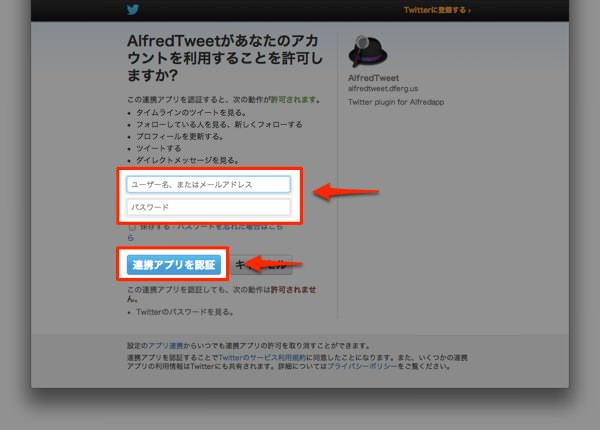 Twitterに登録する ›
AlfredTweetがあなたのアカ
ウントを利用することを許可し
ますか?
この連携アプリを認証すると、次の動作が許可されます。
• タイムラインのツイートを見る。
• フォローしている人を見る、新しくフォローする
• プロフィールを更新する。
• ツイートする
• ダイレクトメッセージを見る。
ユーザー名、またはメールアドレス
パスワード
保存する · パスワードを忘れた場合はこち
ら
連携アプリを認証
この連携アプリを認証しても、次の動作は許可されませ
ん。
• Twitterのパスワードを見る。
AlfredTweet
alfredtweet.dferg.us
Twitter plugin for Alfredapp
設定のアプリ連携からいつでも連携アプリの許可を取り消すことができます。
連携アプリを認証することでTwitterのサービス利用規約に同意したことになります。また、いくつかの連携
アプリの利用情報はTwitterにも共有されます。詳細についてはプライバシーポリシーをご覧ください。